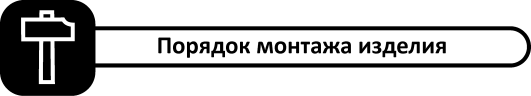 Порядок монтажа изделия